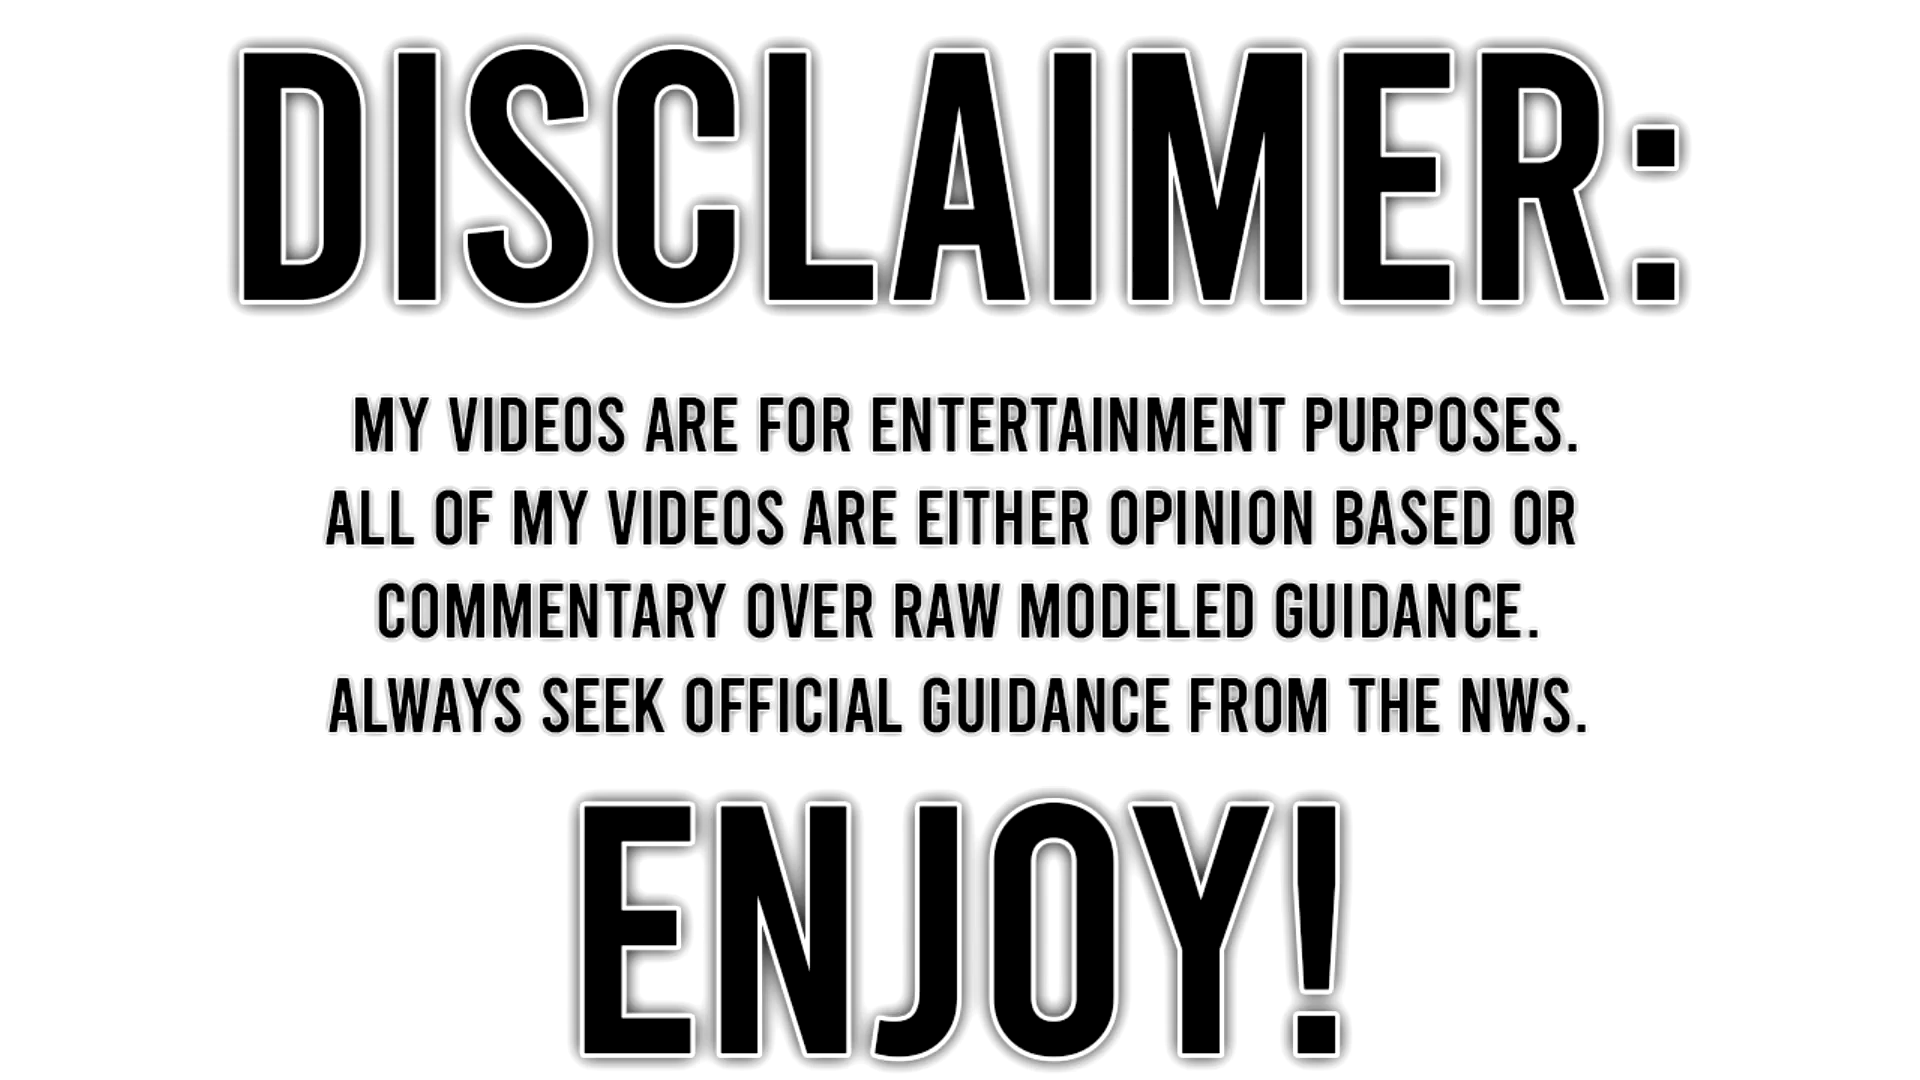 DISCLAIMER:
MY VIDEOS ARE FOR ENTERTAINMENT PURPOSES.
ALL OF MY VIDEOS ARE EITHER OPINION BASED OR
COMMENTARY OVER RAW MODELED GUIDANCE.
ALWAYS SEEK OFFICIAL GUIDANCE FROM THE NWS.
ENJOY!